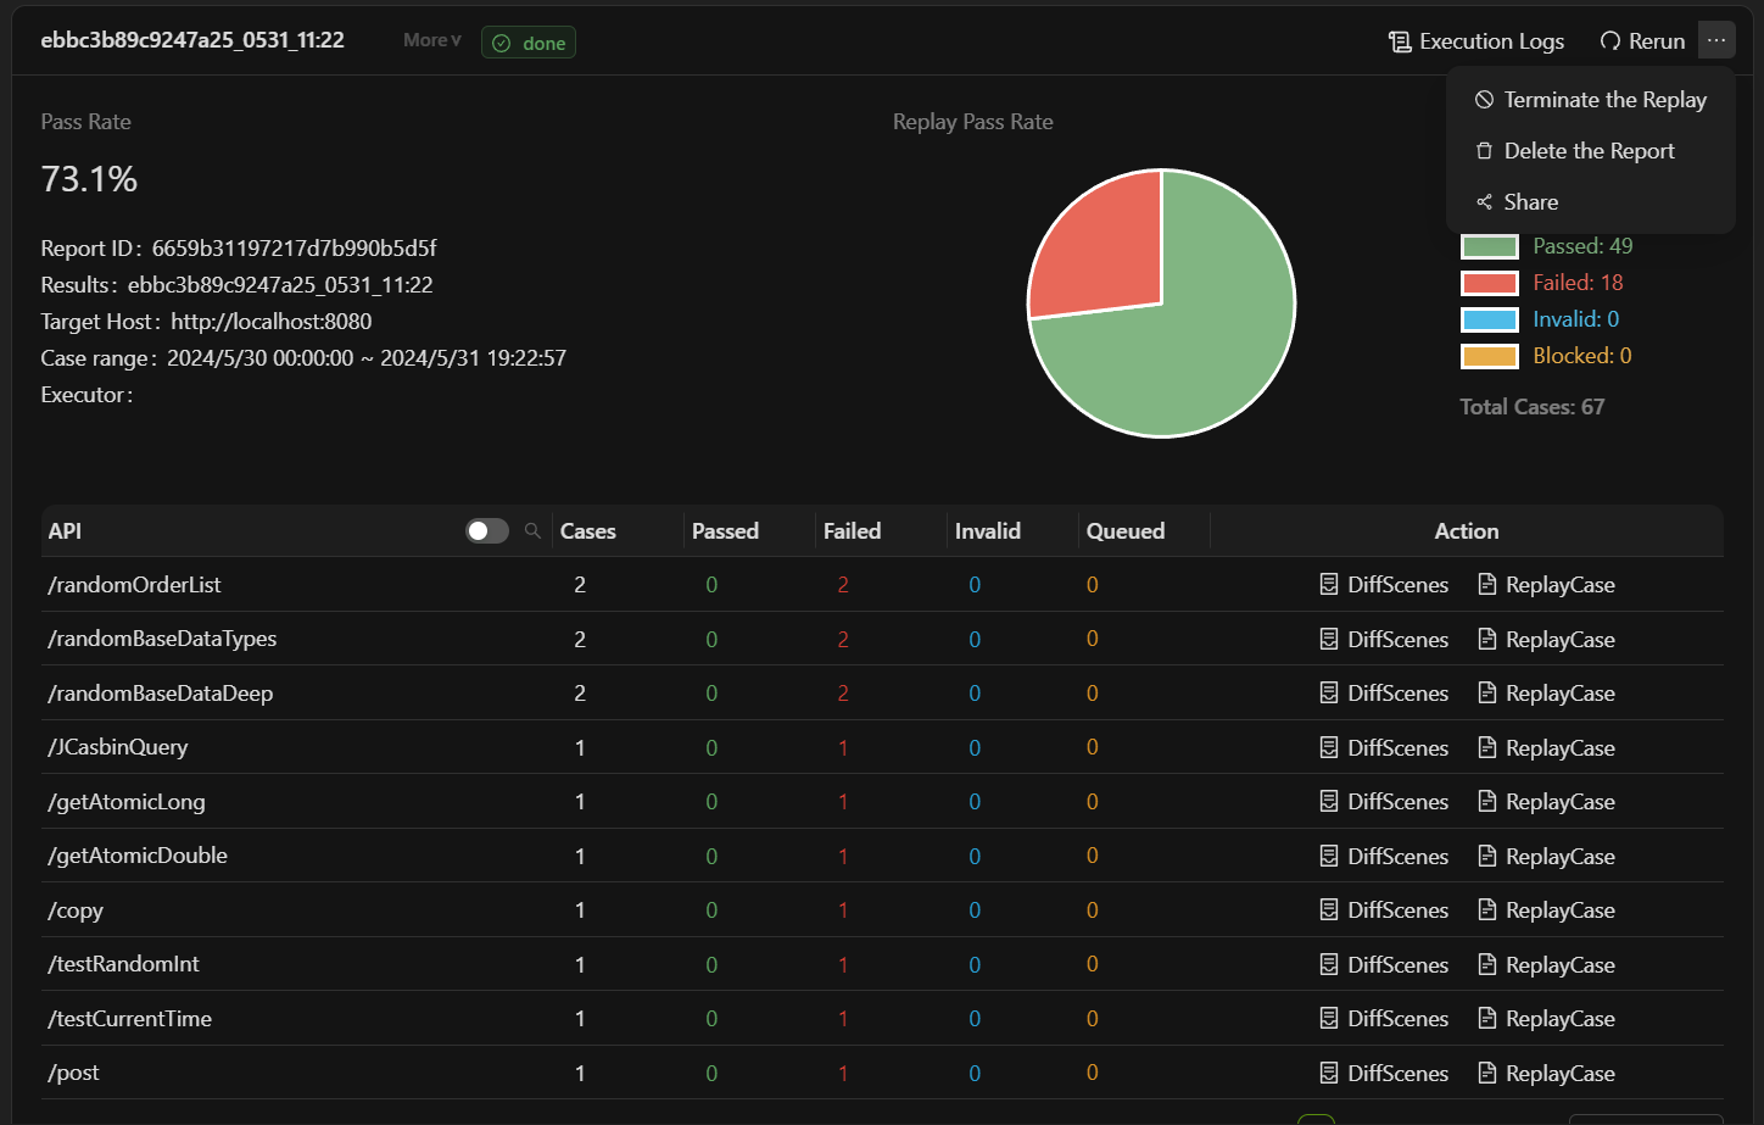 ebbc3b89c9247a25_0531_11:22 More done Execution Logs Rerun ...
Terminate the Replay
Delete the Report
Share
Pass Rate
73.1%
Report ID: 6659b31197217d7b990b5d5f
Results: ebbc3b89c9247a25_0531_11:22
Target Host: http://localhost:8080
Case range: 2024/5/30 00:00:00 ~ 2024/5/31 19:22:57
Executor:
Replay Pass Rate
Passed: 49
Failed: 18
Invalid: 0
Blocked: 0
Total Cases: 67
API Cases Passed Failed Invalid Queued Action
/randomOrderList 2 0 2 0 0 DiffScenes ReplayCase
/randomBaseDataTypes 2 0 2 0 0 DiffScenes ReplayCase
/randomBaseDataDeep 2 0 2 0 0 DiffScenes ReplayCase
/JCasbinQuery 1 0 1 0 0 DiffScenes ReplayCase
/getAtomicLong 1 0 1 0 0 DiffScenes ReplayCase
/getAtomicDouble 1 0 1 0 0 DiffScenes ReplayCase
/copy 1 0 1 0 0 DiffScenes ReplayCase
/testRandomInt 1 0 1 0 0 DiffScenes ReplayCase
/testCurrentTime 1 0 1 0 0 DiffScenes ReplayCase
/post 1 0 1 0 0 DiffScenes ReplayCase